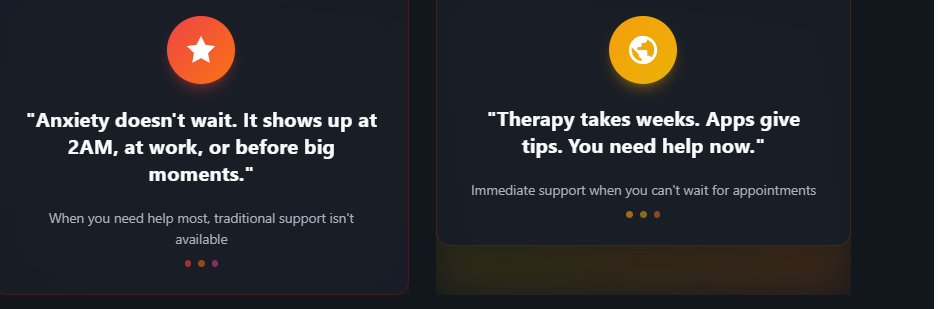 "Anxiety doesn't wait. It shows up at
2AM, at work, or before big
moments."
When you need help most, traditional support isn't
available
"Therapy takes weeks. Apps give
tips. You need help now."
Immediate support when you can't wait for appointments